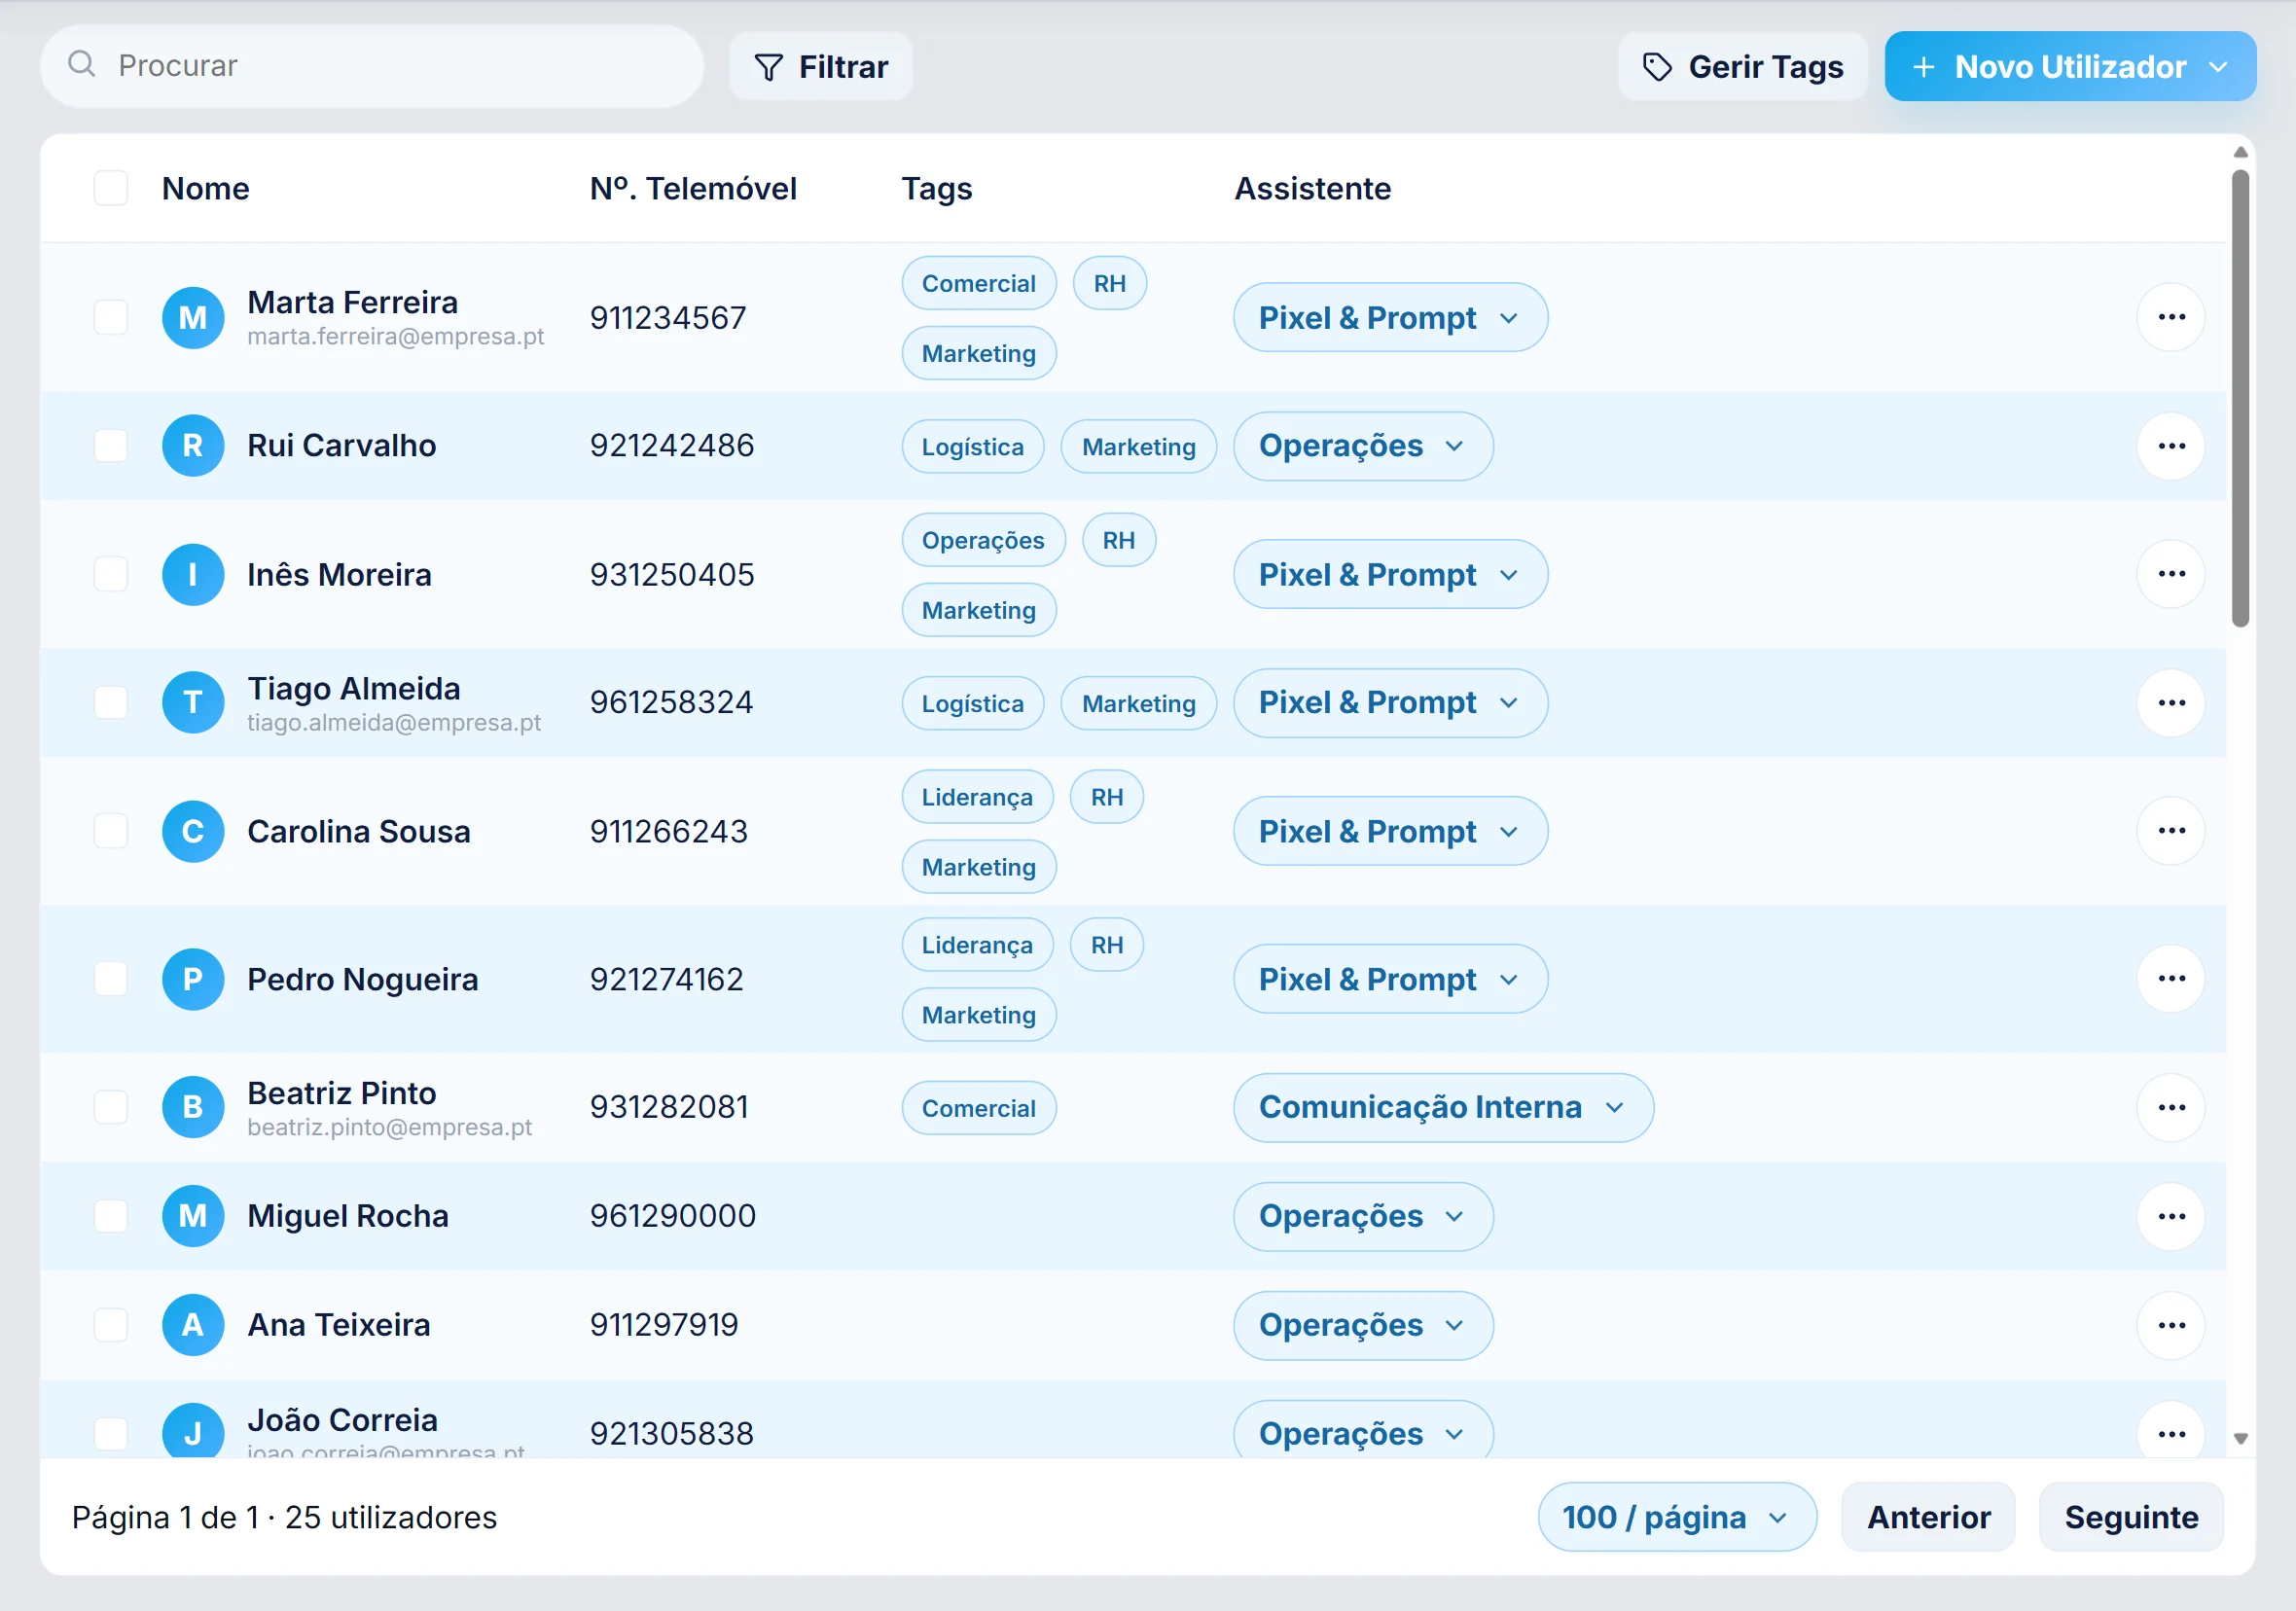 Procurar
Filtrar
Gerir Tags
Novo Utilizador
Nome
Nº. Telemóvel
Tags
Assistente
M
Marta Ferreira
marta.ferreira@empresa.pt
911234567
Comercial
RH
Marketing
Pixel & Prompt
R
Rui Carvalho
921242486
Logística
Marketing
Operações
I
Inês Moreira
931250405
Operações
RH
Marketing
Pixel & Prompt
T
Tiago Almeida
tiago.almeida@empresa.pt
961258324
Logística
Marketing
Pixel & Prompt
C
Carolina Sousa
911266243
Liderança
RH
Marketing
Pixel & Prompt
P
Pedro Nogueira
921274162
Liderança
RH
Marketing
Pixel & Prompt
B
Beatriz Pinto
beatriz.pinto@empresa.pt
931282081
Comercial
Comunicação Interna
M
Miguel Rocha
961290000
Operações
A
Ana Teixeira
911297919
Operações
J
João Correia
joao.correia@empresa.pt
921305838
Operações
Página 1 de 1 · 25 utilizadores
100 / página
Anterior
Seguinte